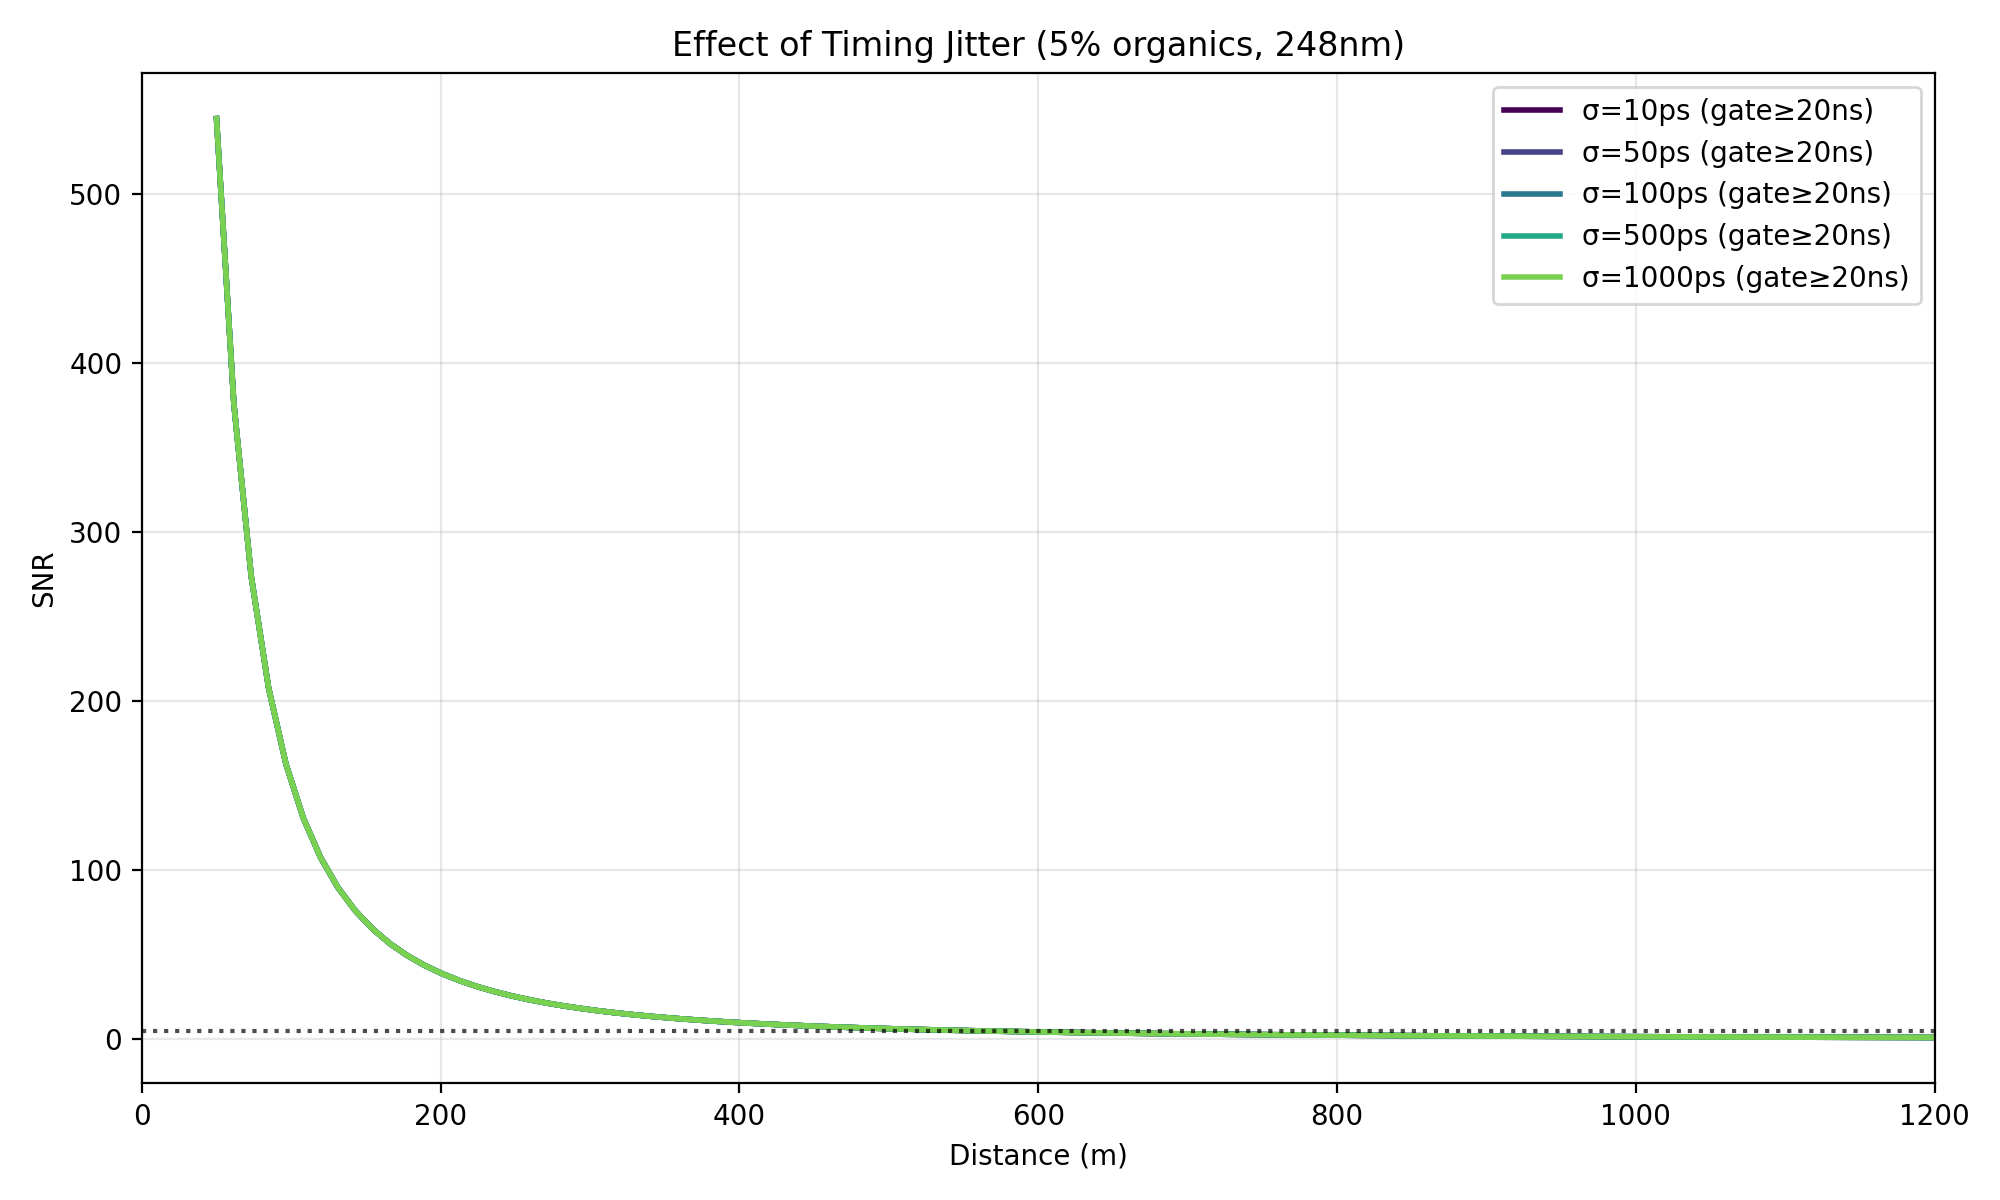 Effect of Timing Jitter (5% organics, 248nm)
σ=10ps (gate≥20ns)
σ=50ps (gate≥20ns)
σ=100ps (gate≥20ns)
σ=500ps (gate≥20ns)
σ=1000ps (gate≥20ns)
SNR
500
400
300
200
100
0
0 200 400 600 800 1000 1200
Distance (m)